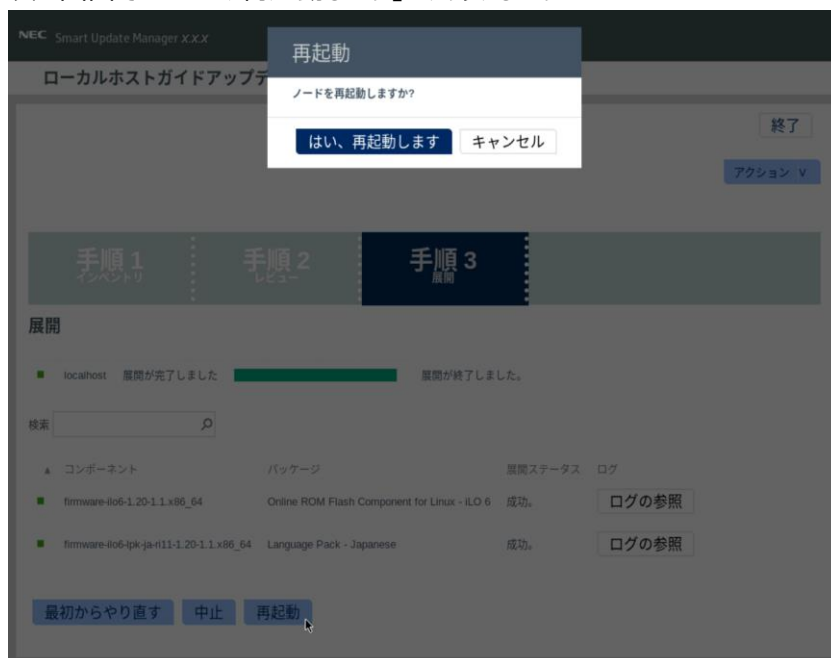 NEC Smart Update Manager X.X.X
再起動
ローカルホストガイドアップデ
ノードを再起動しますか?
はい、再起動します キャンセル
終了
アクション ∨
手順 1 手順 2 手順 3
インベントリ レビュー 展開
展開
localhost 展開が完了しました 展開が終了しました。
検索
コンポーネント パッケージ 展開ステータス ログ
firmware-ilo6-1.20-1.1.x86_64 Online ROM Flash Component for Linux - iLO 6 成功。 ログの参照
firmware-ilo6-lpk-ja-ri11-1.20-1.1.x86_64 Language Pack - Japanese 成功。 ログの参照
最初からやり直す 中止 再起動